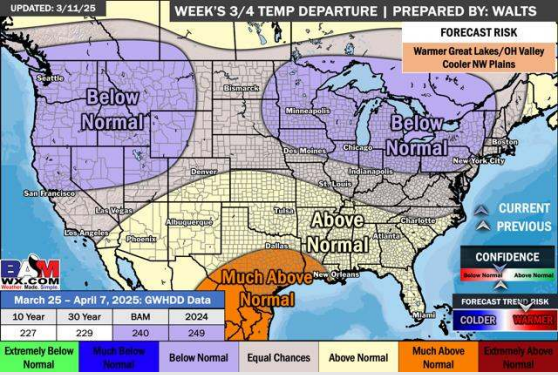 UPDATED: 3/11/25
WEEK'S 3/4 TEMP DEPARTURE | PREPARED BY: WALTS
FORECAST RISK
Warmer Great Lakes/OH Valley
Cooler NW Plains
Seattle
Bismarck
Below
Normal
Minneapolis
Below
Normal
Boston
Chicago
Des Moines
New York City
Denver
Indianapolis
St. Louis
San Francisco
Las Vegas
CURRENT
PREVIOUS
Los Angeles
Albuquerque
Tulsa
Above
Normal
Charlotte
Phoenix
Atlanta
Dallas
CONFIDENCE
Below Normal
Above Normal
BAM
WX.COM
Weather Made. Simple.
Much Above
Normal
New Orleans
March 25 – April 7, 2025: GWHDD Data
FORECAST TREND RISK
10 Year 30 Year BAM 2024
COLDER WARMER
227 229 240 249
Miami
Extremely Below
Normal
Much Below
Normal
Below Normal
Equal Chances
Above Normal
Much Above
Normal
Extremely Above
Normal